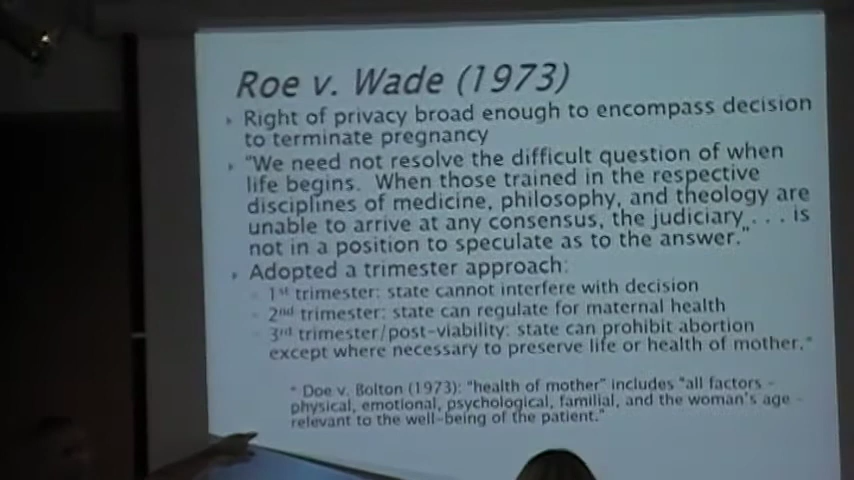 Roe v. Wade (1973)
Right of privacy broad enough to encompass decision
to terminate pregnancy
"We need not resolve the difficult question of when
life begins. When those trained in the respective
disciplines of medicine, philosophy, and theology are
unable to arrive at any consensus, the judiciary . . . is
not in a position to speculate as to the answer."
Adopted a trimester approach:
1st trimester: state cannot interfere with decision
2nd trimester: state can regulate for maternal health
3rd trimester/post-viability: state can prohibit abortion
except where necessary to preserve life or health of mother.*
* Doe v. Bolton (1973): "health of mother" includes "all factors -
physical, emotional, psychological, familial, and the woman's age -
relevant to the well-being of the patient."